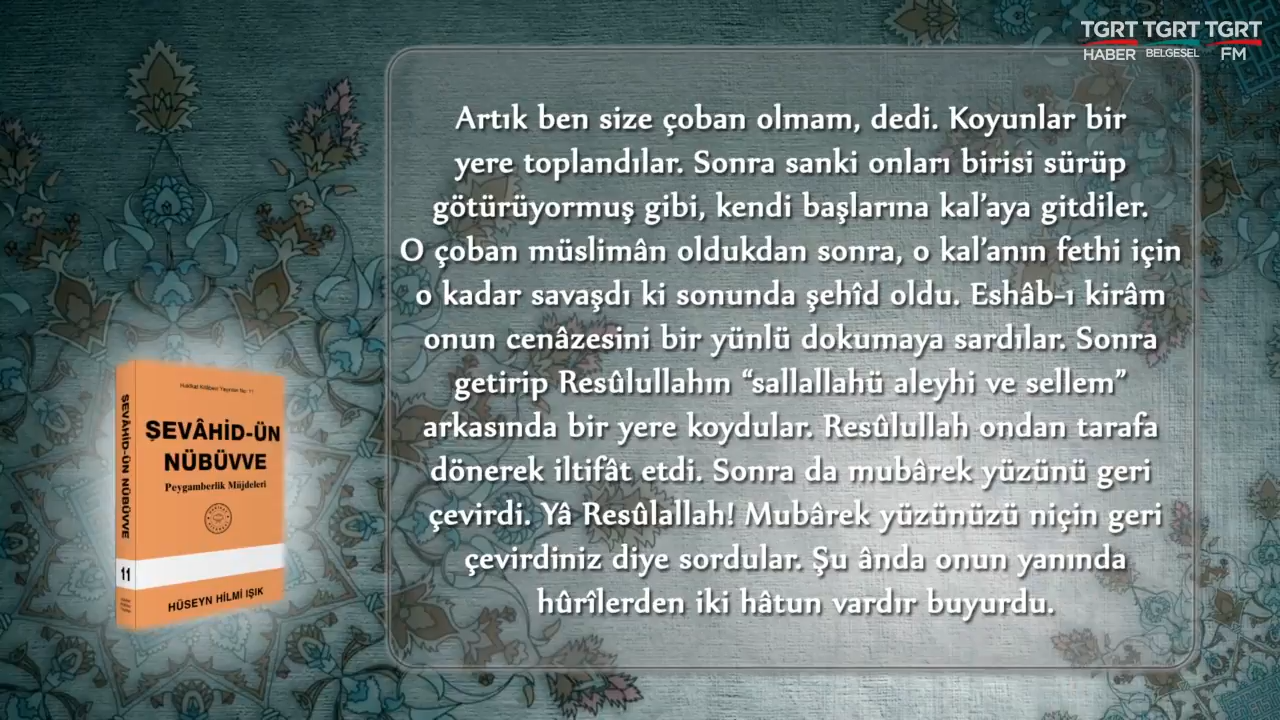 TGRT TGRT TGRT
HABER BELGESEL FM
Artık ben size çoban olmam, dedi. Koyunlar bir
yere toplandılar. Sonra sanki onları birisi sürüp
götürüyormuş gibi, kendi başlarına kal’aya gitdiler.
O çoban müslimân oldukdan sonra, o kal’anın fethi için
o kadar savaşdı ki sonunda şehîd oldu. Eshâb-ı kirâm
onun cenâzesini bir yünlü dokumaya sardılar. Sonra
getirip Resûlullahın “sallallahü aleyhi ve sellem”
arkasında bir yere koydular. Resûlullah ondan tarafa
dönerek iltifât etdi. Sonra da mubârek yüzünü geri
çevirdi. Yâ Resûlallah! Mubârek yüzünüzü niçin geri
çevirdiniz diye sordular. Şu ânda onun yanında
hûrîlerden iki hâtun vardır buyurdu.
Hakîkat Kitâbevi Yayınları No: 11
ŞEVÂHİD-ÜN
NÜBÜVVE
Peygamberlik Müjdeleri
HÜSEYN HİLMİ IŞIK
ŞEVÂHİD-ÜN NÜBÜVVE
11